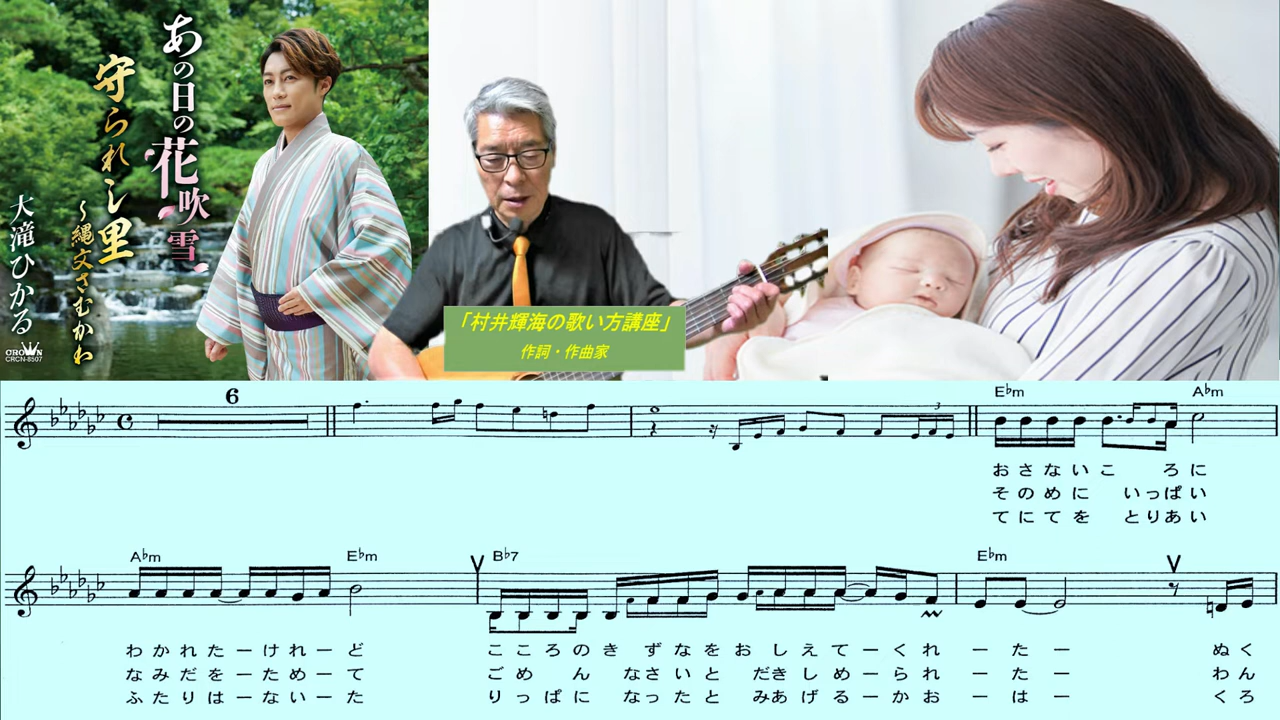 あの日の花吹雪
守られし里
～縄文さむかわ
大滝ひかる
CROWN
CRCN-8507
「村井輝海の歌い方講座」
作詞・作曲家
6
3
E♭m A♭m
おさないころに
そのめに いっぱい
てにてを とりあい
A♭m E♭m B♭7 E♭m
わかれたーけれーど こころのき ずなを おしえてーくれ ーたー ぬく
なみだを ーためーて ごめ ん なさいと だきしめーられ ーたー わん
ふたりは ーないーた りっぱに なったと みあげるーかお ーはー くろ